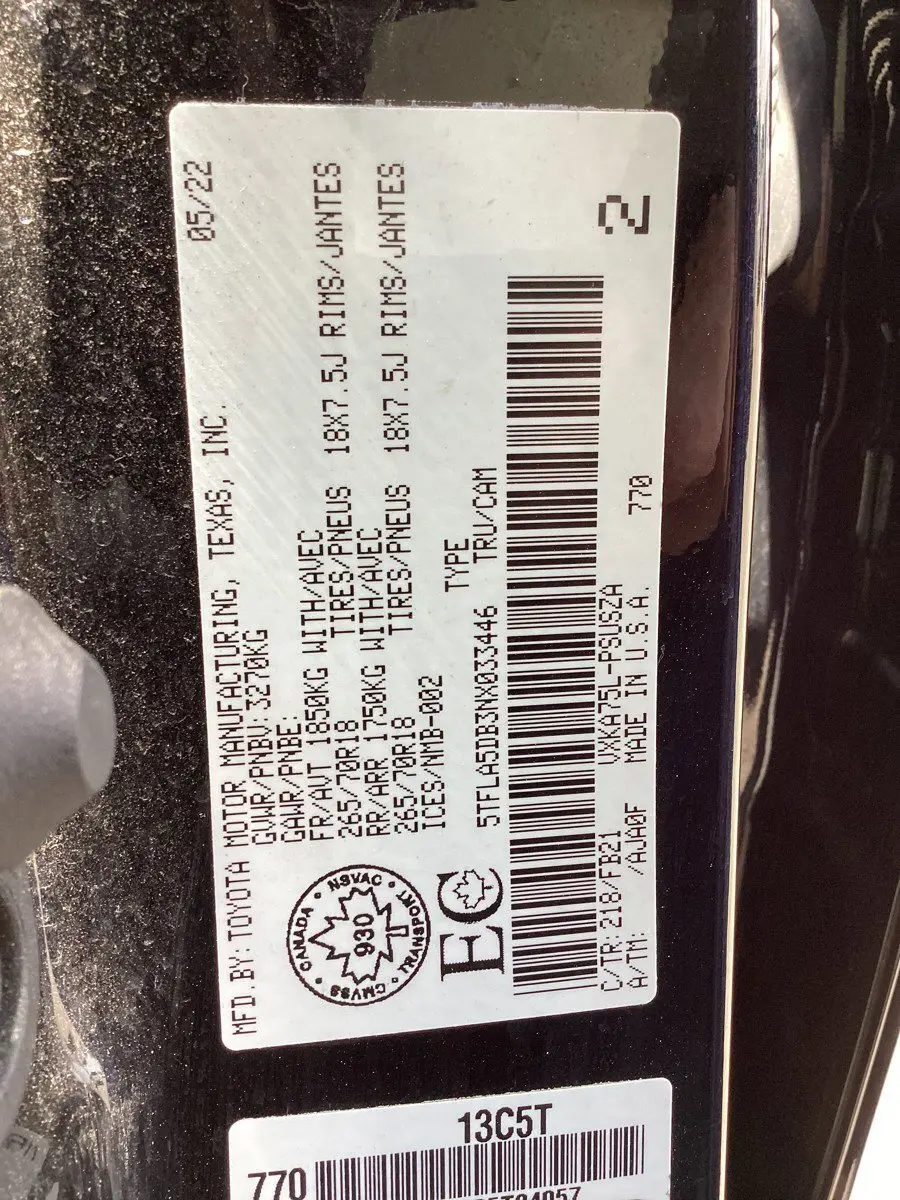 MFD.BY:TOYOTA MOTOR MANUFACTURING, TEXAS, INC. 05/22
GVWR/PNBV:3270KG
GAWR/PNBE:
FR/AVT 1850KG WITH/AVEC
265/70R18 TIRES/PNEUS 18X7.5J RIMS/JANTES
RR/ARR 1750KG WITH/AVEC
265/70R18 TIRES/PNEUS 18X7.5J RIMS/JANTES
ICES/NMB-002
CANADA • NSVAC • TRANSPORT • CMVSS •
930
EC
TYPE
5TFLA5DB3NX033446 TRU/CAM
2
C/TR:218/FB21 VXKA75L-PSUSZA
A/TM: /AJA0F MADE IN U.S.A. 770
13C5T
770